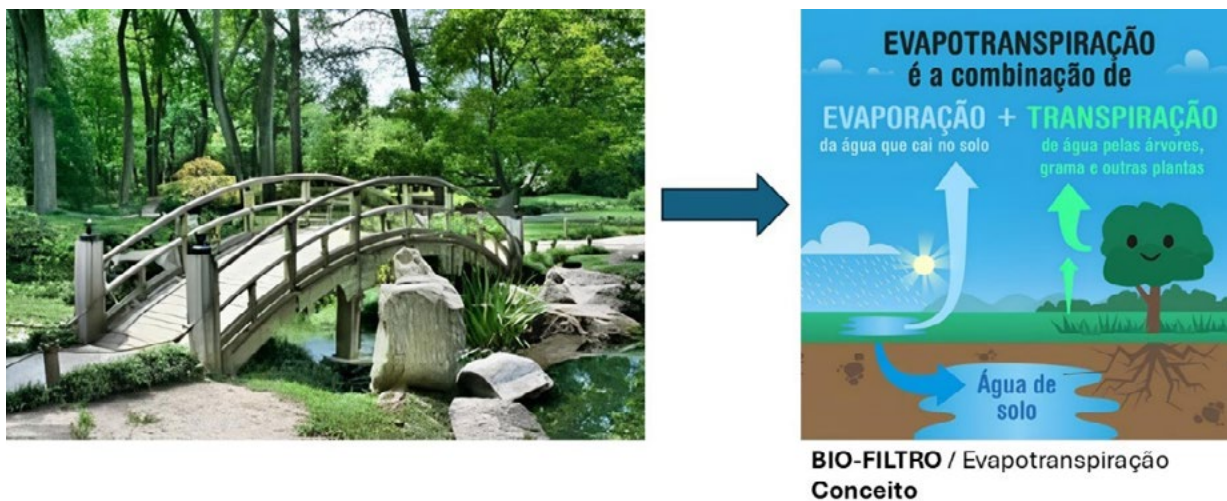 EVAPOTRANSPIRAÇÃO
é a combinação de
EVAPORAÇÃO + TRANSPIRAÇÃO
da água que cai no solo
de água pelas árvores,
grama e outras plantas
Água de
solo
BIO-FILTRO / Evapotranspiração
Conceito